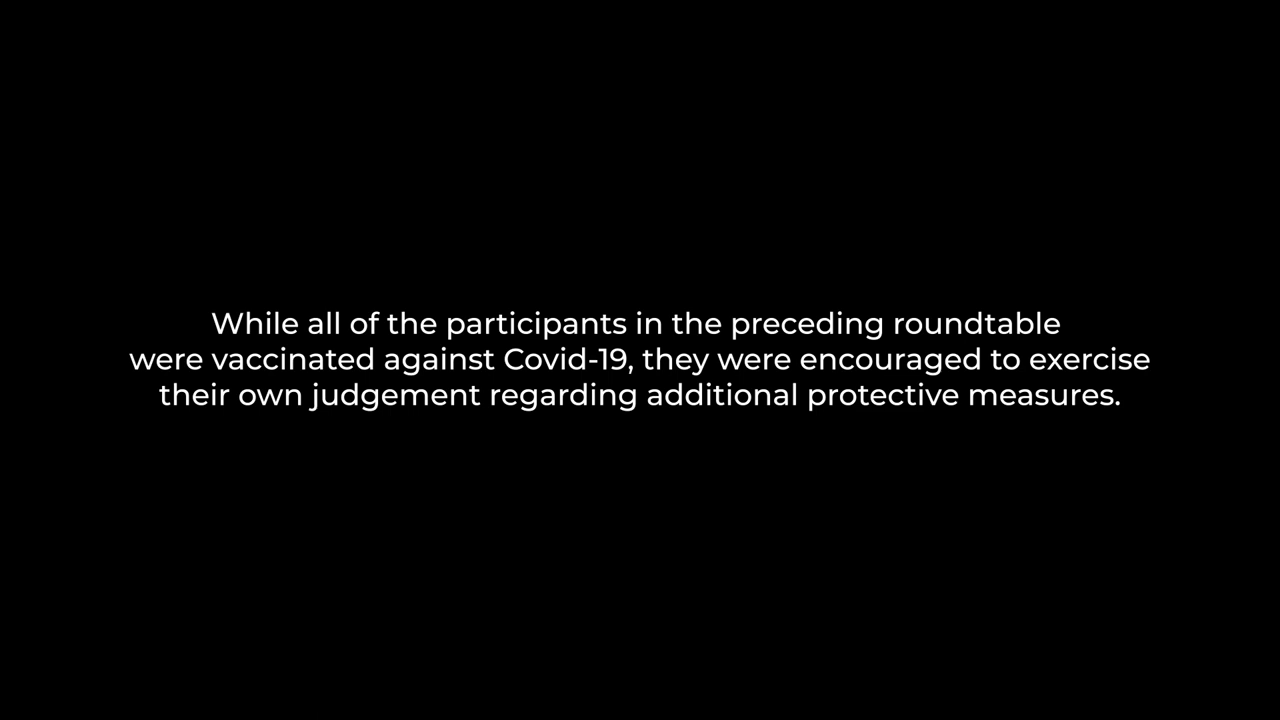 While all of the participants in the preceding roundtable
were vaccinated against Covid-19, they were encouraged to exercise
their own judgement regarding additional protective measures.